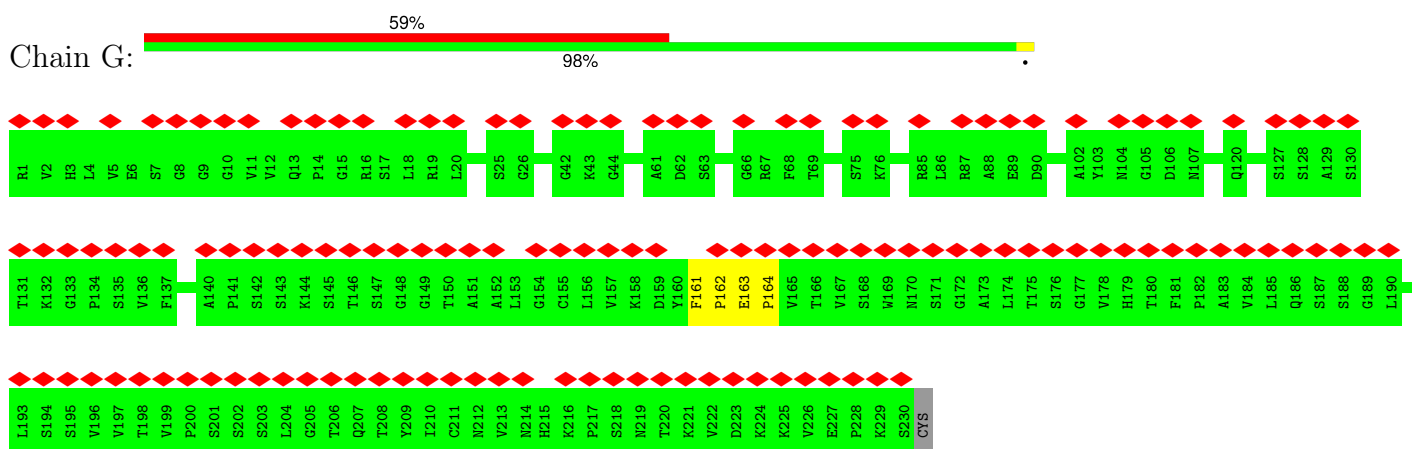 59%
Chain G:
98%
•
R1 V2 H3 L4 V5 E6 S7 G8 G9 G10 V11 V12 Q13 P14 G15 R16 S17 L18 R19 L20 S25 G26 G42 K43 G44 A61 D62 S63 G66 R67 F68 T69 S75 K76 R85 L86 R87 A88 E89 D90 A102 Y103 N104 G105 D106 N107 Q120 S127 S128 A129 S130
T131 K132 G133 P134 S135 V136 F137 A140 P141 S142 S143 K144 S145 T146 S147 G148 G149 T150 A151 A152 L153 G154 C155 L156 V157 K158 D159 Y160 F161 P162 E163 P164 V165 T166 V167 S168 W169 N170 S171 G172 A173 L174 T175 S176 G177 V178 H179 T180 F181 P182 A183 V184 L185 Q186 S187 S188 G189 L190
L193 S194 S195 V196 V197 T198 V199 P200 S201 S202 S203 L204 G205 T206 Q207 T208 Y209 I210 C211 N212 V213 N214 H215 K216 P217 S218 N219 T220 K221 V222 D223 K224 K225 V226 E227 P228 K229 S230 CYS